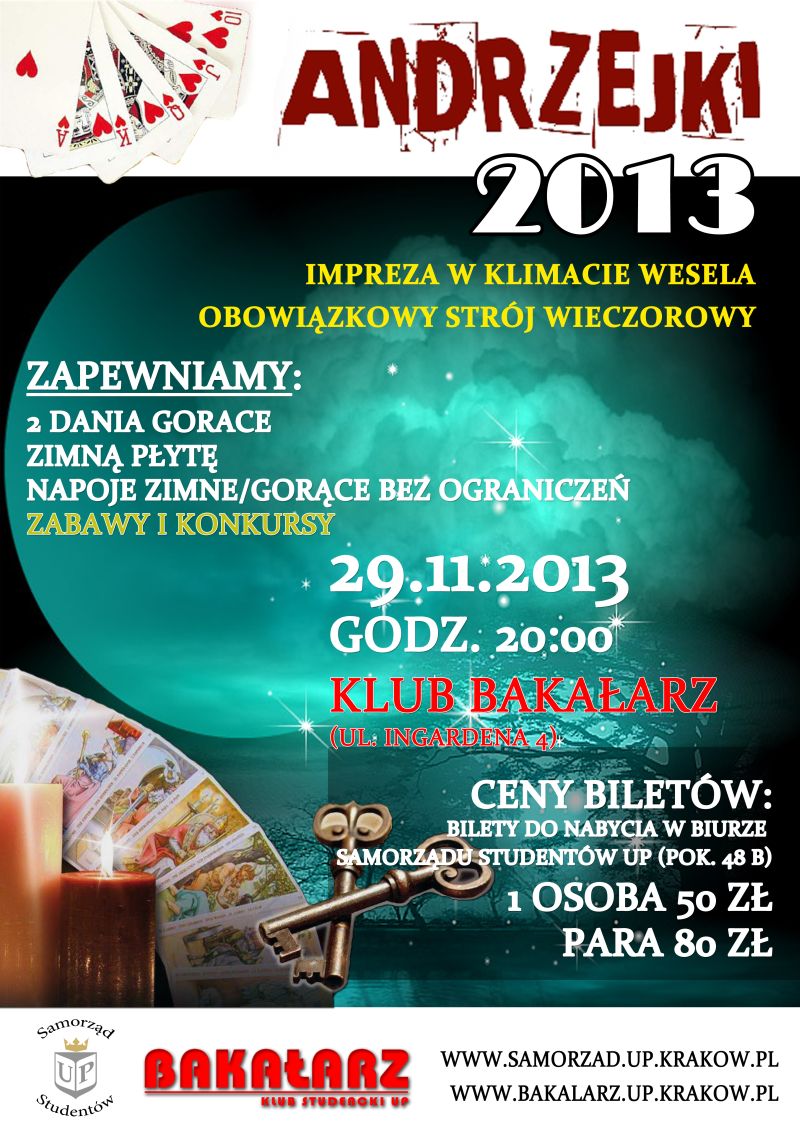 10
J
Q
K
A
ANDRZEJKI
2013
IMPREZA W KLIMACIE WESELA
OBOWIĄZKOWY STRÓJ WIECZOROWY
ZAPEWNIAMY:
2 DANIA GORACE
ZIMNĄ PŁYTĘ
NAPOJE ZIMNE/GORĄCE BEZ OGRANICZEŃ
ZABAWY I KONKURSY
29.11.2013
GODZ. 20:00
KLUB BAKAŁARZ
(UL. INGARDENA 4)
CENY BILETÓW:
BILETY DO NABYCIA W BIURZE
SAMORZĄDU STUDENTÓW UP (POK. 48 B)
1 OSOBA 50 ZŁ
PARA 80 ZŁ
Samorząd
UP
Studentów
BAKAŁARZ
KLUB STUDENCKI UP
WWW.SAMORZAD.UP.KRAKOW.PL
WWW.BAKALARZ.UP.KRAKOW.PL